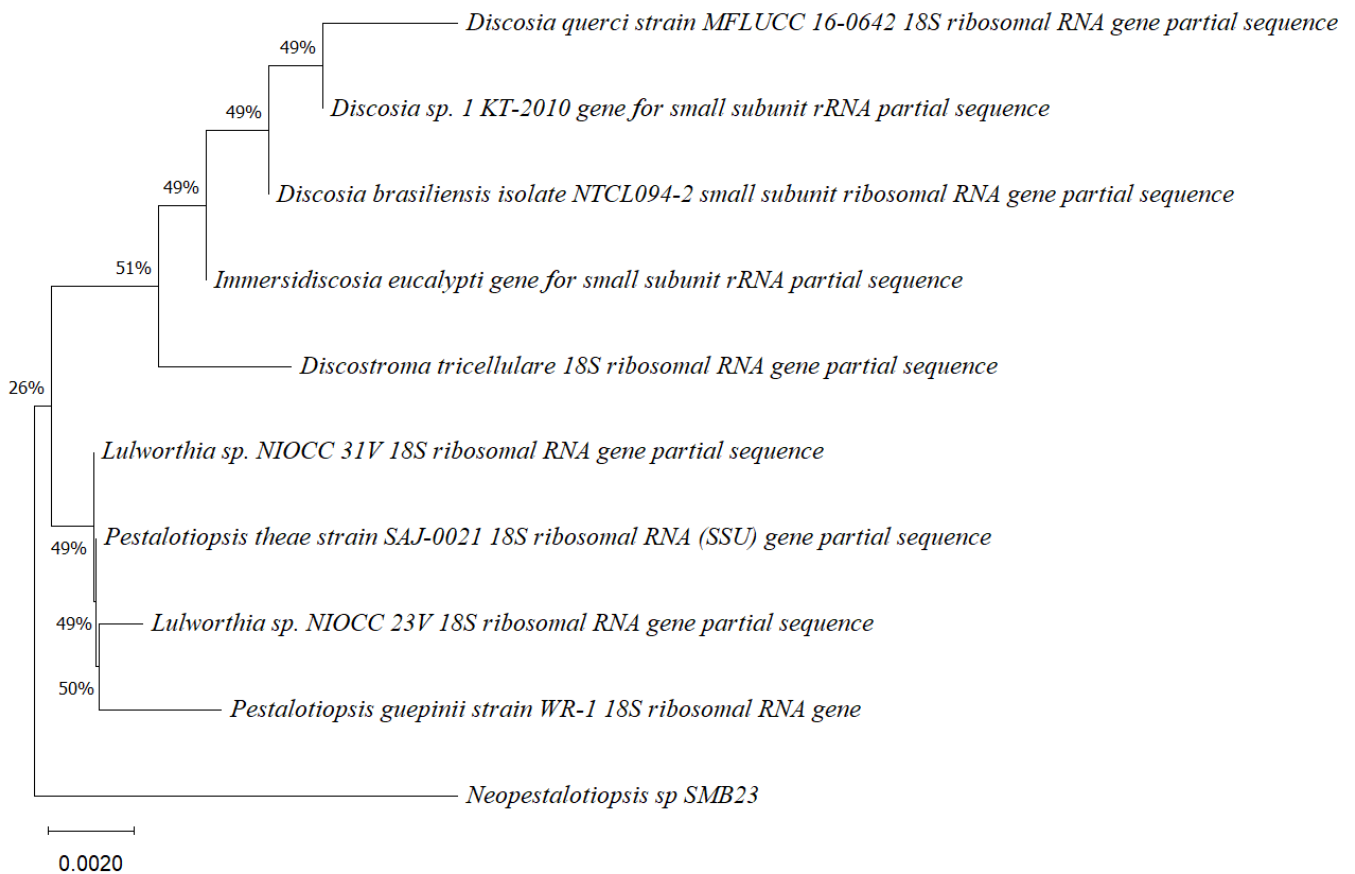 Discosia querci strain MFLUCC 16-0642 18S ribosomal RNA gene partial sequence
49%
Discosia sp. 1 KT-2010 gene for small subunit rRNA partial sequence
49%
Discosia brasiliensis isolate NTCL094-2 small subunit ribosomal RNA gene partial sequence
49%
Immersidiscosia eucalypti gene for small subunit rRNA partial sequence
51%
Discostroma tricellulare 18S ribosomal RNA gene partial sequence
26%
Lulworthia sp. NIOCC 31V 18S ribosomal RNA gene partial sequence
Pestalotiopsis theae strain SAJ-0021 18S ribosomal RNA (SSU) gene partial sequence
49%
Lulworthia sp. NIOCC 23V 18S ribosomal RNA gene partial sequence
49%
50%
Pestalotiopsis guepinii strain WR-1 18S ribosomal RNA gene
Neopestalotiopsis sp SMB23
0.0020